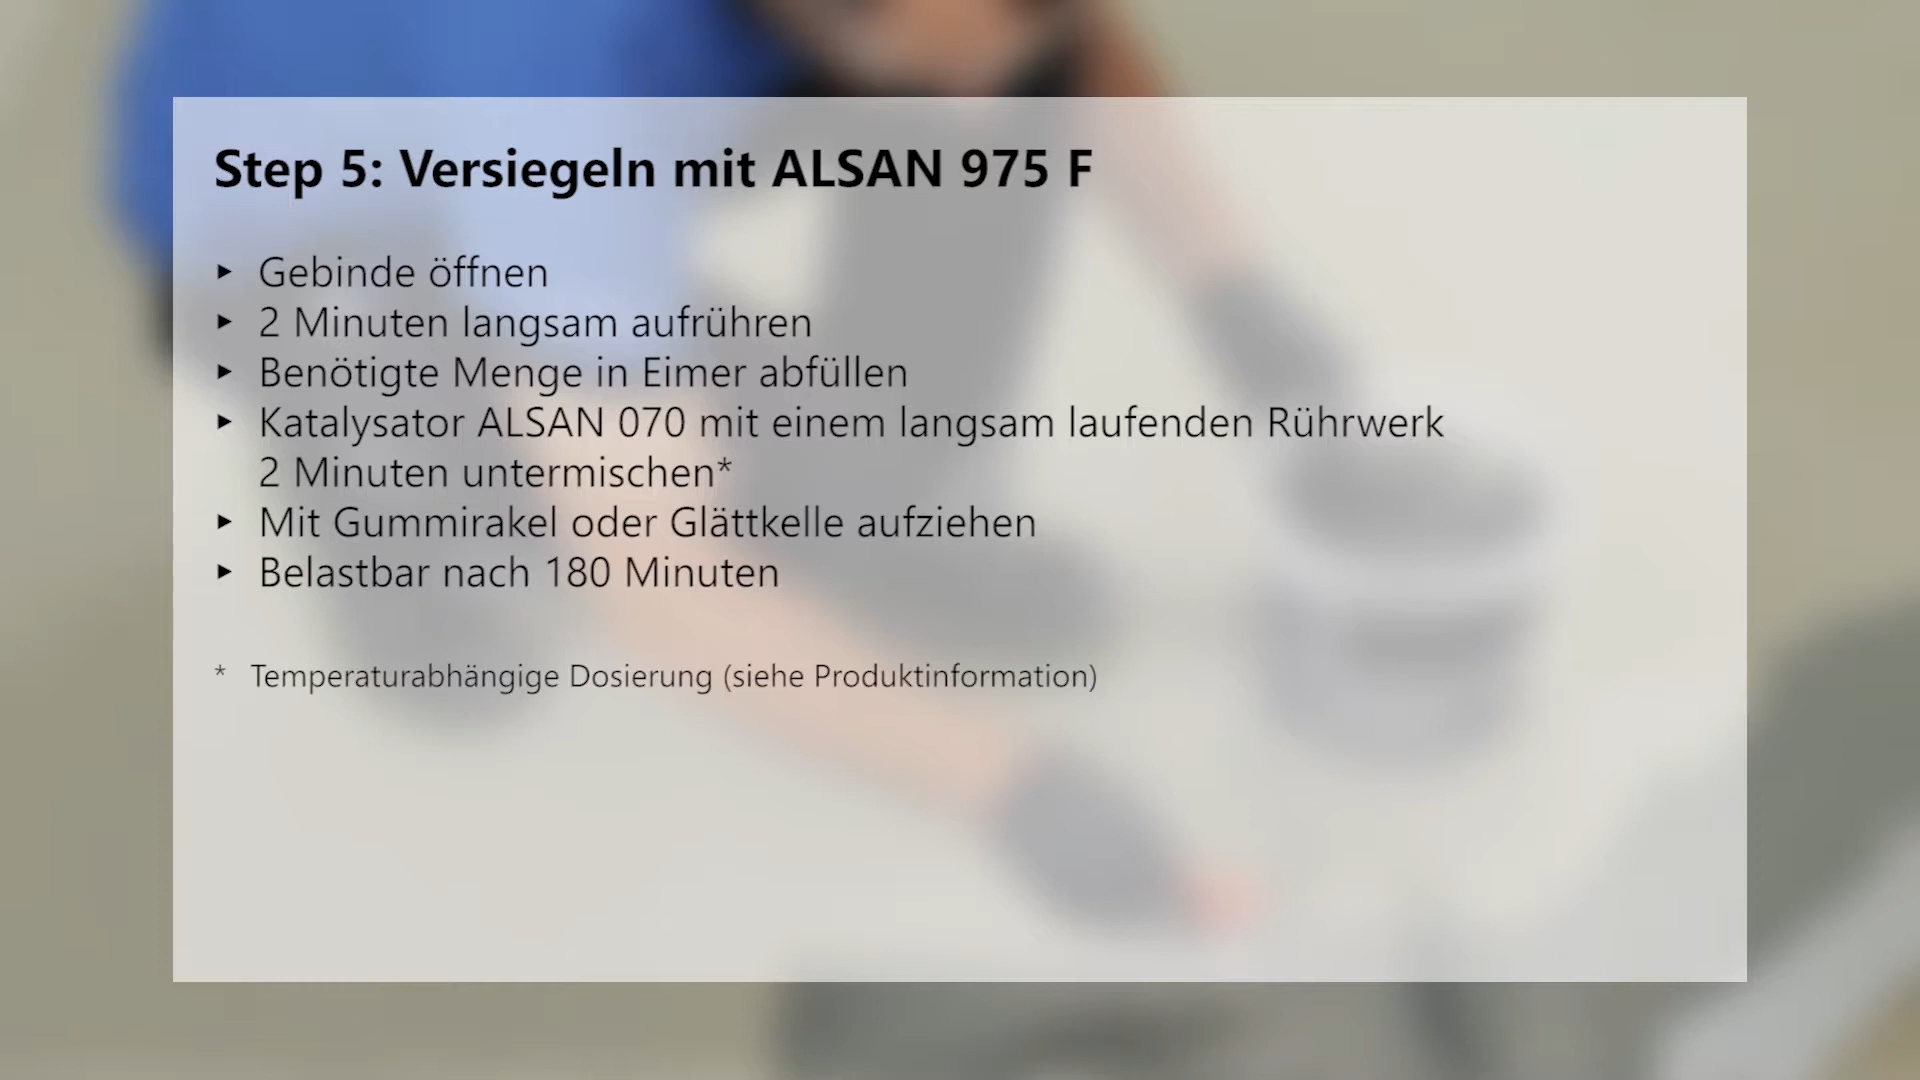 Step 5: Versiegeln mit ALSAN 975 F
‣ Gebinde öffnen
‣ 2 Minuten langsam aufrühren
‣ Benötigte Menge in Eimer abfüllen
‣ Katalysator ALSAN 070 mit einem langsam laufenden Rührwerk
2 Minuten untermischen*
‣ Mit Gummirakel oder Glättkelle aufziehen
‣ Belastbar nach 180 Minuten
* Temperaturabhängige Dosierung (siehe Produktinformation)